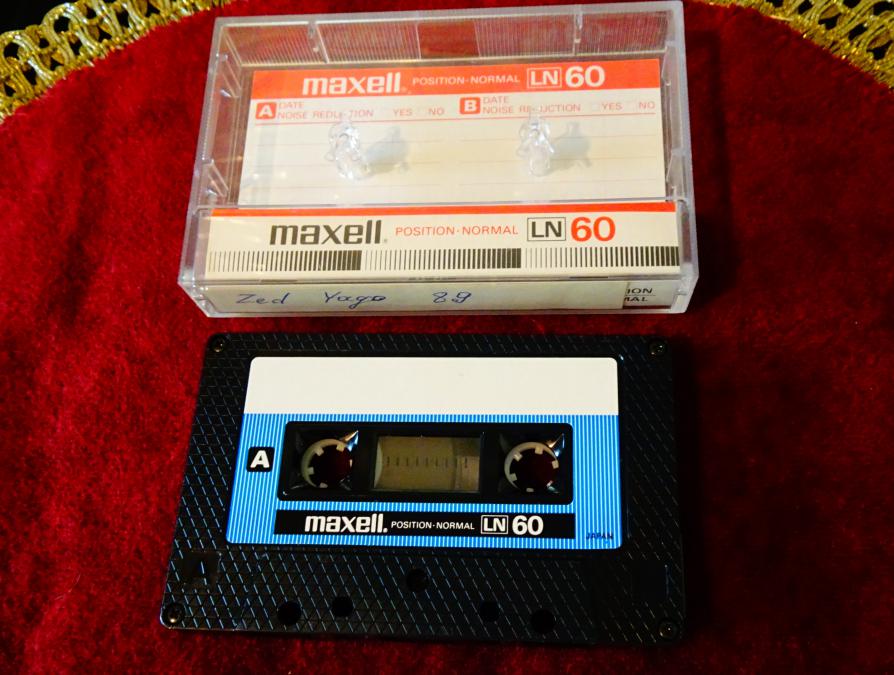 maxell® POSITION·NORMAL LN 60
A DATE
NOISE REDUCTION YES NO
B DATE
NOISE REDUCTION YES NO
maxell® POSITION·NORMAL LN 60
Zed Yago 89
A
maxell® POSITION·NORMAL LN 60
JAPAN
A